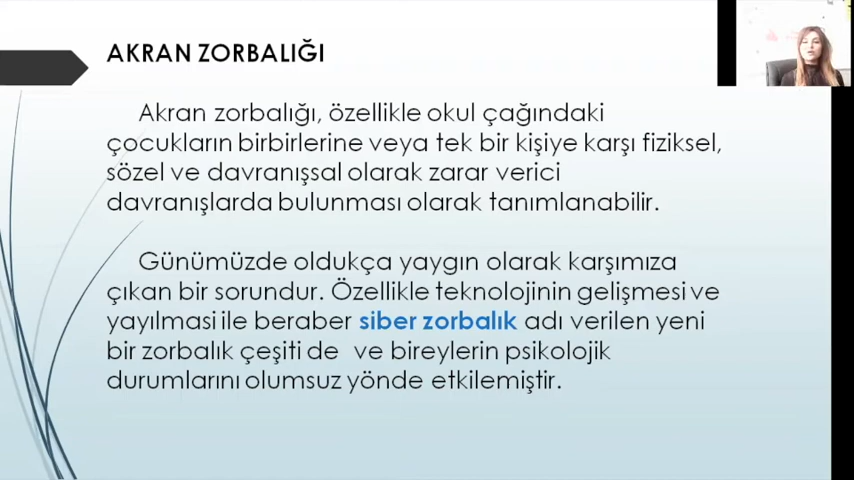 AKRAN ZORBALIĞI
Akran zorbalığı, özellikle okul çağındaki
çocukların birbirlerine veya tek bir kişiye karşı fiziksel,
sözel ve davranışsal olarak zarar verici
davranışlarda bulunması olarak tanımlanabilir.
Günümüzde oldukça yaygın olarak karşımıza
çıkan bir sorundur. Özellikle teknolojinin gelişmesi ve
yayılması ile beraber siber zorbalık adı verilen yeni
bir zorbalık çeşiti de ve bireylerin psikolojik
durumlarını olumsuz yönde etkilemiştir.